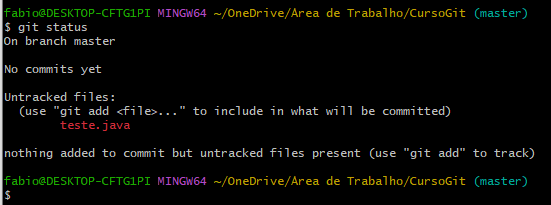 fabio@DESKTOP-CFTG1PI MINGW64 ~/OneDrive/Área de Trabalho/CursoGit (master)
$ git status
On branch master
No commits yet
Untracked files:
(use "git add <file>..." to include in what will be committed)
teste.java
nothing added to commit but untracked files present (use "git add" to track)
fabio@DESKTOP-CFTG1PI MINGW64 ~/OneDrive/Área de Trabalho/CursoGit (master)
$